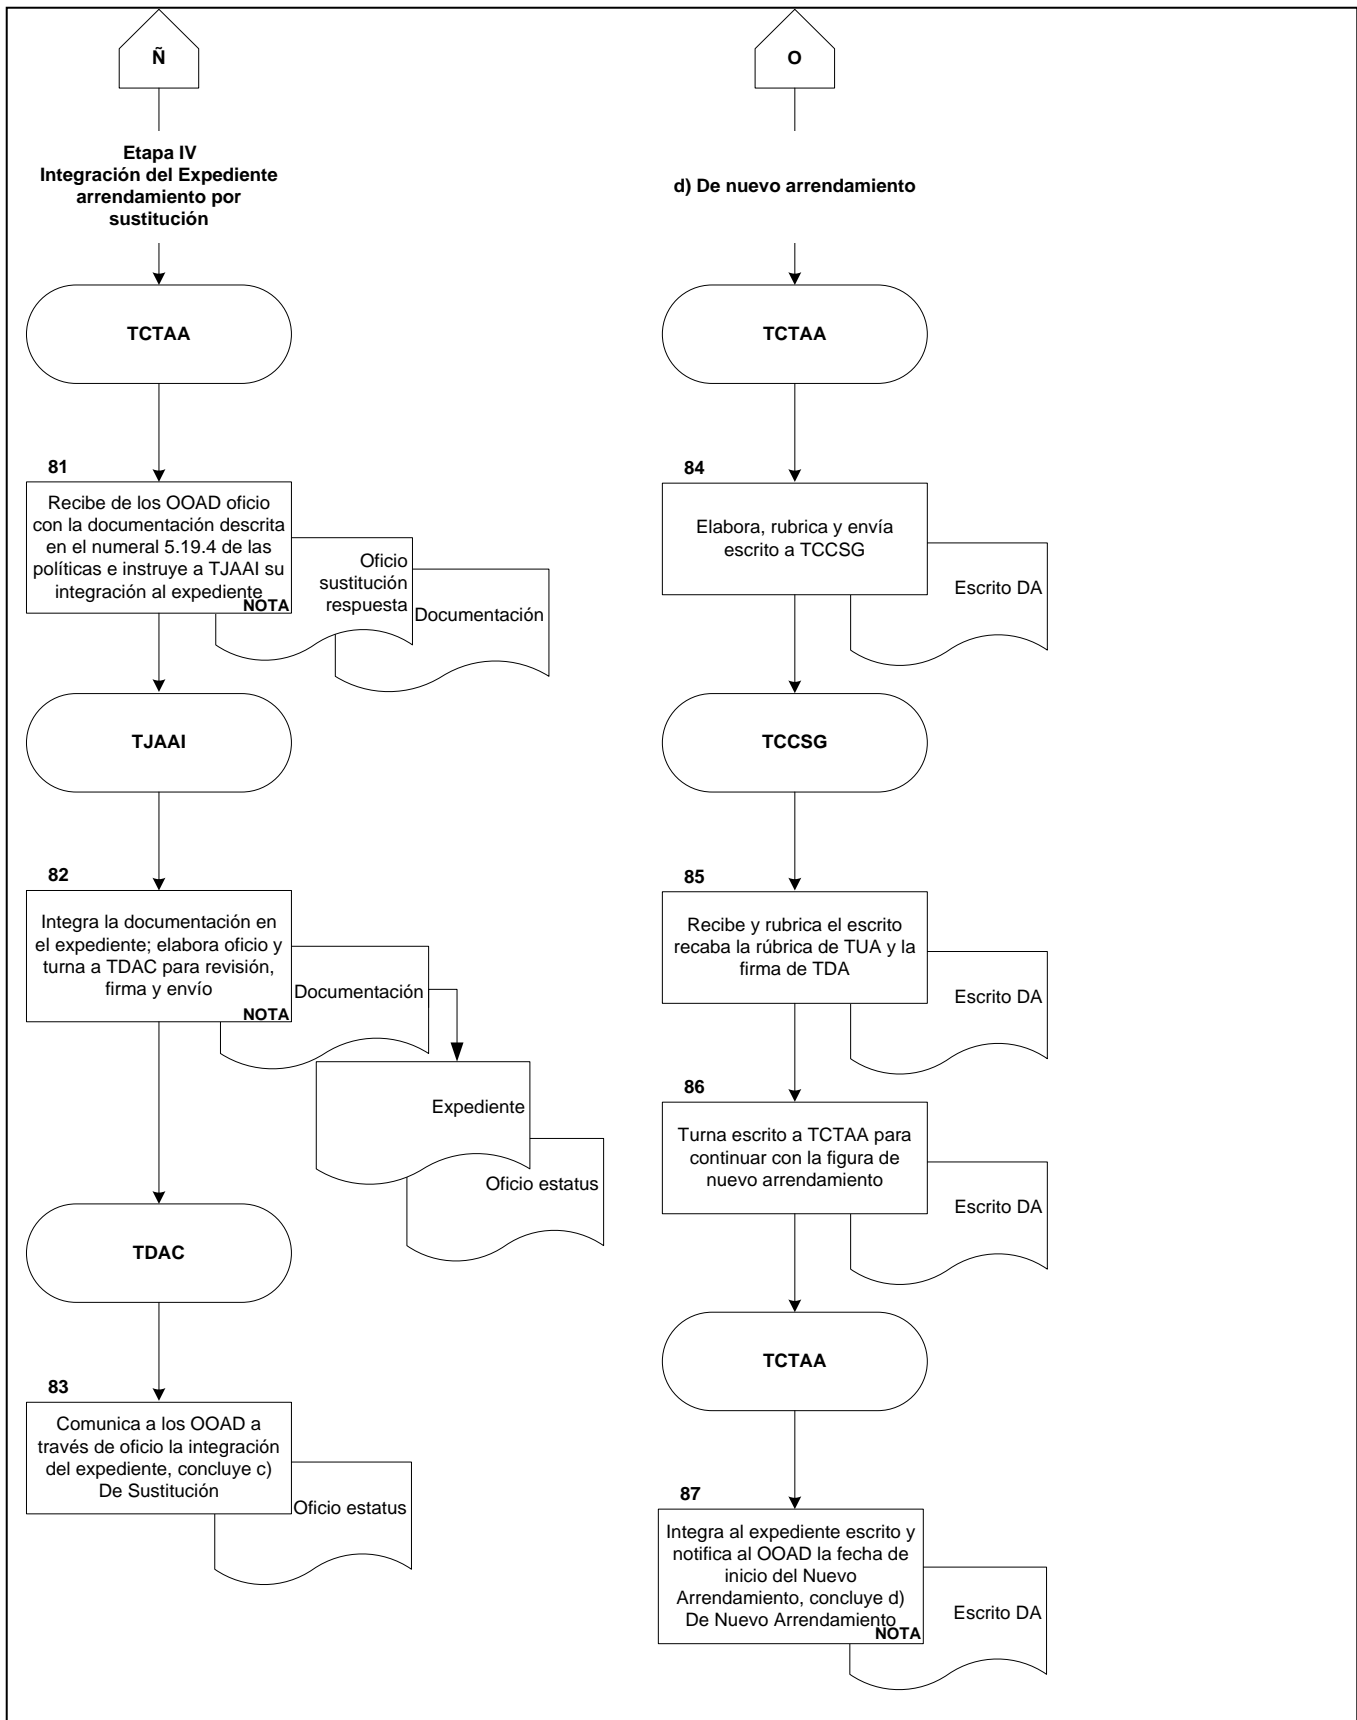 Ñ
Etapa IV
Integración del Expediente
arrendamiento por
sustitución
TCTAA
81
Recibe de los OOAD oficio
con la documentación descrita
en el numeral 5.19.4 de las
políticas e instruye a TJAAI su
integración al expediente
NOTA
Oficio
sustitución
respuesta
Documentación
TJAAI
82
Integra la documentación en
el expediente; elabora oficio y
turna a TDAC para revisión,
firma y envío
NOTA
Documentación
Expediente
Oficio estatus
TDAC
83
Comunica a los OOAD a
través de oficio la integración
del expediente, concluye c)
De Sustitución
Oficio estatus
O
d) De nuevo arrendamiento
TCTAA
84
Elabora, rubrica y envía
escrito a TCCSG
Escrito DA
TCCSG
85
Recibe y rubrica el escrito
recaba la rúbrica de TUA y la
firma de TDA
Escrito DA
86
Turna escrito a TCTAA para
continuar con la figura de
nuevo arrendamiento
Escrito DA
TCTAA
87
Integra al expediente escrito y
notifica al OOAD la fecha de
inicio del Nuevo
Arrendamiento, concluye d)
De Nuevo Arrendamiento
NOTA
Escrito DA